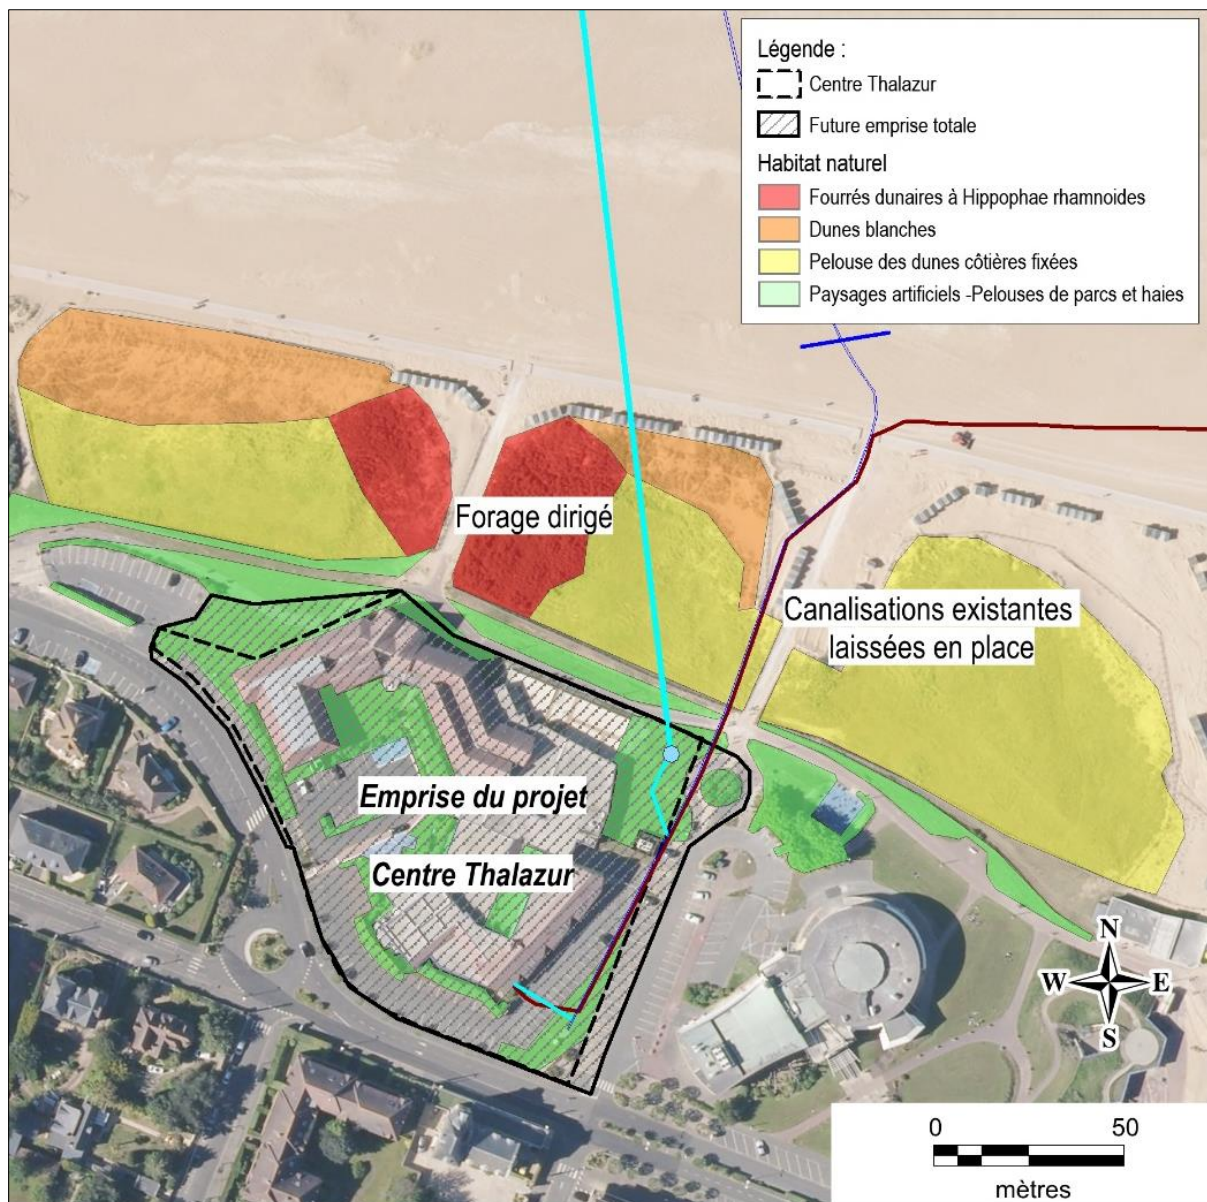 Légende :
Centre Thalazur
Future emprise totale
Habitat naturel
Fourrés dunaires à Hippophae rhamnoides
Dunes blanches
Pelouse des dunes côtières fixées
Paysages artificiels -Pelouses de parcs et haies
Forage dirigé
Canalisations existantes
laissées en place
Emprise du projet
Centre Thalazur
N
W E
S
0 50
mètres